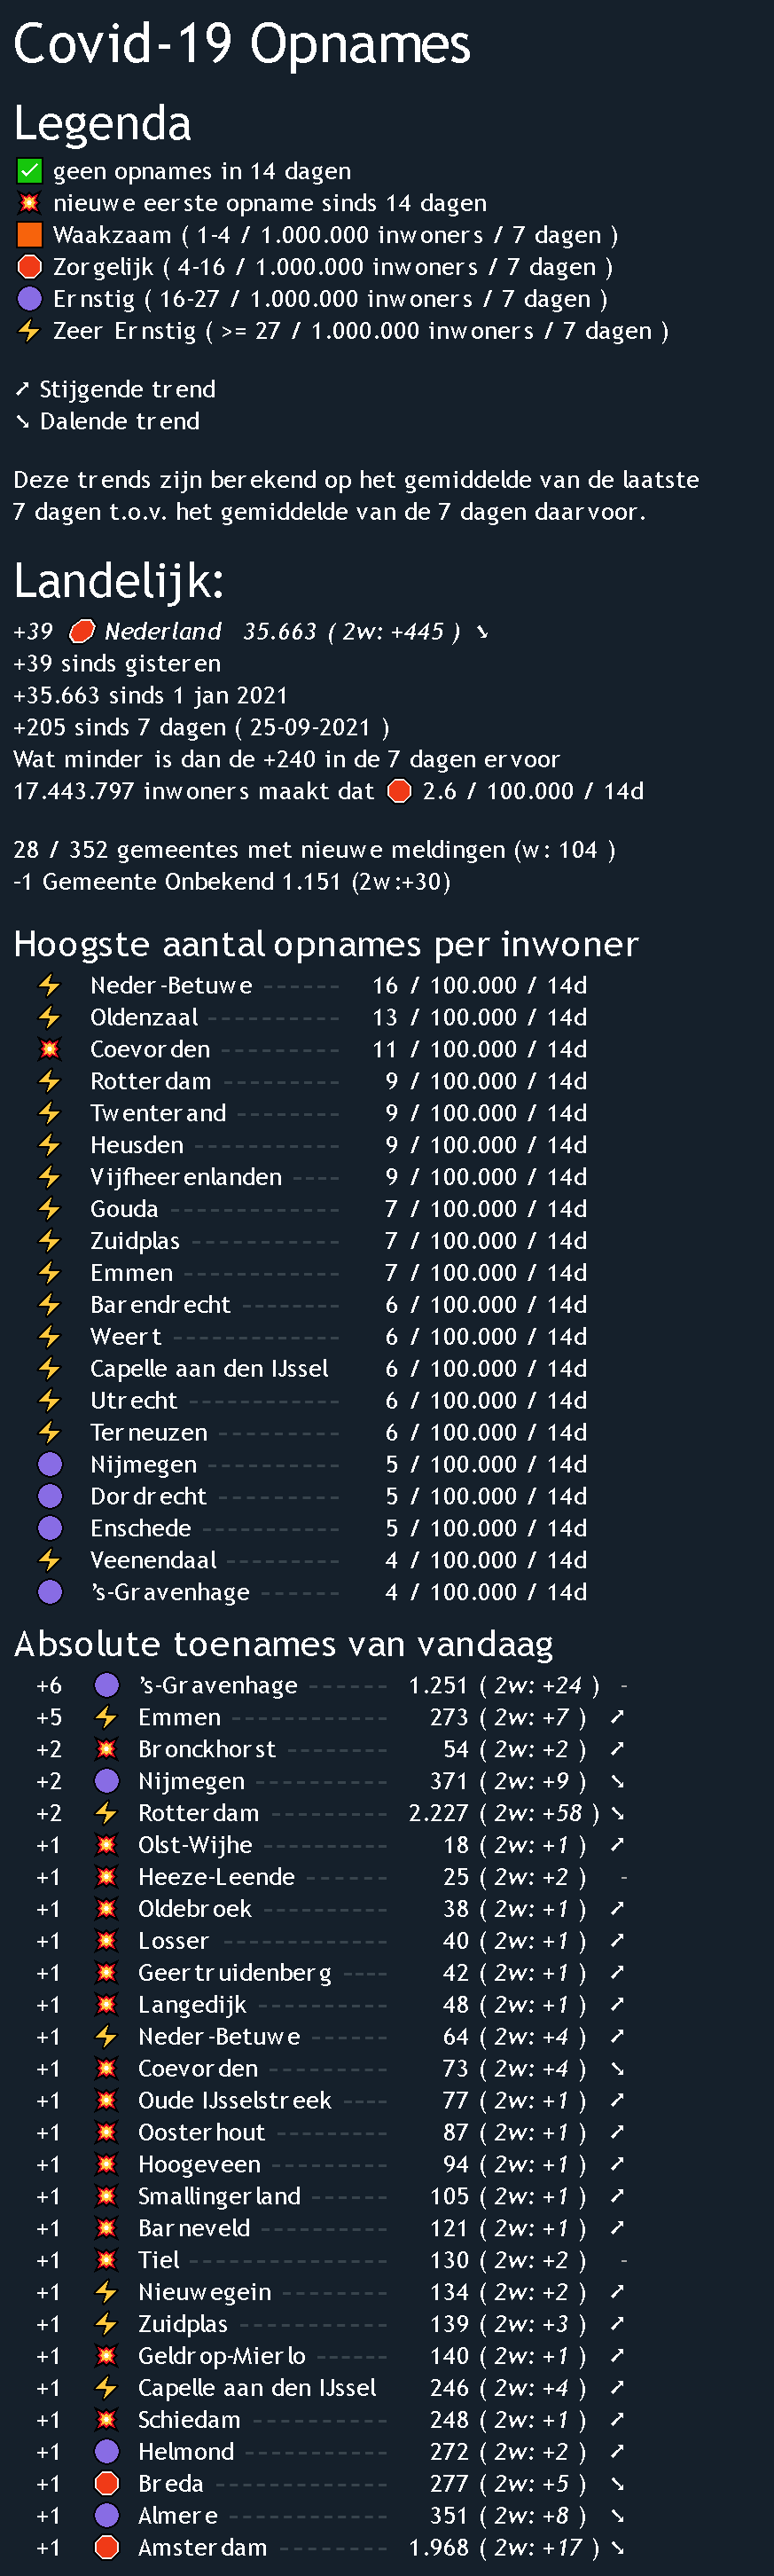 Covid-19 Opnames
Legenda
geen opnames in 14 dagen
nieuwe eerste opname sinds 14 dagen
Waakzaam ( 1-4 / 1.000.000 inwoners / 7 dagen )
Zorgelijk ( 4-16 / 1.000.000 inwoners / 7 dagen )
Ernstig ( 16-27 / 1.000.000 inwoners / 7 dagen )
Zeer Ernstig ( >= 27 / 1.000.000 inwoners / 7 dagen )
➚ Stijgende trend
➘ Dalende trend
Deze trends zijn berekend op het gemiddelde van de laatste
7 dagen t.o.v. het gemiddelde van de 7 dagen daarvoor.
Landelijk:
+39 Nederland 35.663 ( 2w: +445 ) ➘
+39 sinds gisteren
+35.663 sinds 1 jan 2021
+205 sinds 7 dagen ( 25-09-2021 )
Wat minder is dan de +240 in de 7 dagen ervoor
17.443.797 inwoners maakt dat 2.6 / 100.000 / 14d
28 / 352 gemeentes met nieuwe meldingen (w: 104 )
-1 Gemeente Onbekend 1.151 (2w:+30)
Hoogste aantal opnames per inwoner
Neder-Betuwe ------ 16 / 100.000 / 14d
Oldenzaal ---------- 13 / 100.000 / 14d
Coevorden --------- 11 / 100.000 / 14d
Rotterdam --------- 9 / 100.000 / 14d
Twenterand -------- 9 / 100.000 / 14d
Heusden ----------- 9 / 100.000 / 14d
Vijfheerenlanden ---- 9 / 100.000 / 14d
Gouda ------------- 7 / 100.000 / 14d
Zuidplas ----------- 7 / 100.000 / 14d
Emmen ------------ 7 / 100.000 / 14d
Barendrecht -------- 6 / 100.000 / 14d
Weert ------------- 6 / 100.000 / 14d
Capelle aan den IJssel 6 / 100.000 / 14d
Utrecht ----------- 6 / 100.000 / 14d
Terneuzen --------- 6 / 100.000 / 14d
Nijmegen ---------- 5 / 100.000 / 14d
Dordrecht ---------- 5 / 100.000 / 14d
Enschede ---------- 5 / 100.000 / 14d
Veenendaal --------- 4 / 100.000 / 14d
's-Gravenhage ------ 4 / 100.000 / 14d
Absolute toenames van vandaag
+6 's-Gravenhage ------ 1.251 ( 2w: +24 ) -
+5 Emmen ------------ 273 ( 2w: +7 ) ➚
+2 Bronckhorst -------- 54 ( 2w: +2 ) ➚
+2 Nijmegen ---------- 371 ( 2w: +9 ) ➘
+2 Rotterdam --------- 2.227 ( 2w: +58 ) ➘
+1 Olst-Wijhe --------- 18 ( 2w: +1 ) ➚
+1 Heeze-Leende ------ 25 ( 2w: +2 ) -
+1 Oldebroek ---------- 38 ( 2w: +1 ) ➚
+1 Losser ------------ 40 ( 2w: +1 ) ➚
+1 Geertruidenberg ---- 42 ( 2w: +1 ) ➚
+1 Langedijk ---------- 48 ( 2w: +1 ) ➚
+1 Neder-Betuwe ------ 64 ( 2w: +4 ) ➚
+1 Coevorden --------- 73 ( 2w: +4 ) ➘
+1 Oude IJsselstreek ---- 77 ( 2w: +1 ) ➚
+1 Oosterhout -------- 87 ( 2w: +1 ) ➚
+1 Hoogeveen --------- 94 ( 2w: +1 ) ➚
+1 Smallingerland ------ 105 ( 2w: +1 ) ➚
+1 Barneveld ---------- 121 ( 2w: +1 ) ➚
+1 Tiel --------------- 130 ( 2w: +2 ) -
+1 Nieuwegein -------- 134 ( 2w: +2 ) ➚
+1 Zuidplas ----------- 139 ( 2w: +3 ) ➚
+1 Geldrop-Mierlo ------ 140 ( 2w: +1 ) ➚
+1 Capelle aan den IJssel 246 ( 2w: +4 ) ➚
+1 Schiedam ---------- 248 ( 2w: +1 ) ➚
+1 Helmond ----------- 272 ( 2w: +2 ) ➚
+1 Breda ------------- 277 ( 2w: +5 ) ➘
+1 Almere ------------ 351 ( 2w: +8 ) ➘
+1 Amsterdam -------- 1.968 ( 2w: +17 ) ➘